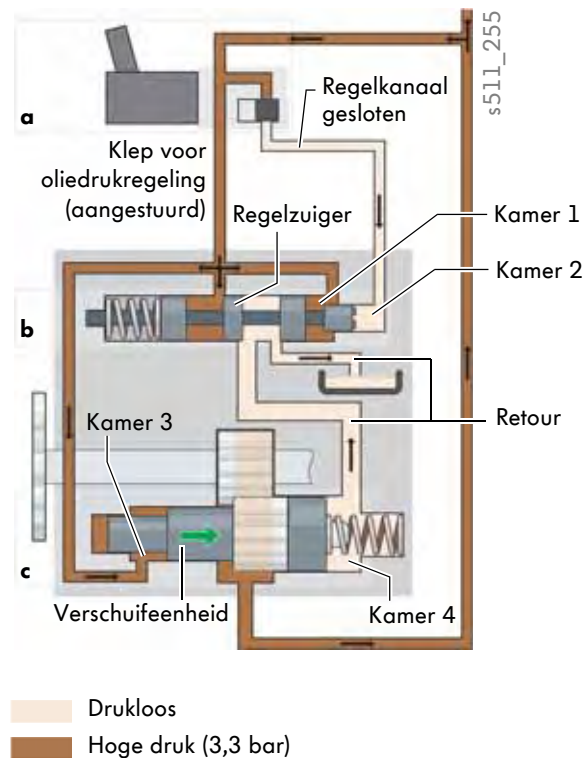 s511_255
Regelkanaal
gesloten
a
Klep voor
oliedrukregeling
(aangestuurd)
Regelzuiger
Kamer 1
Kamer 2
b
Kamer 3
Retour
c
Verschuifeenheid
Kamer 4
Drukloos
Hoge druk (3,3 bar)